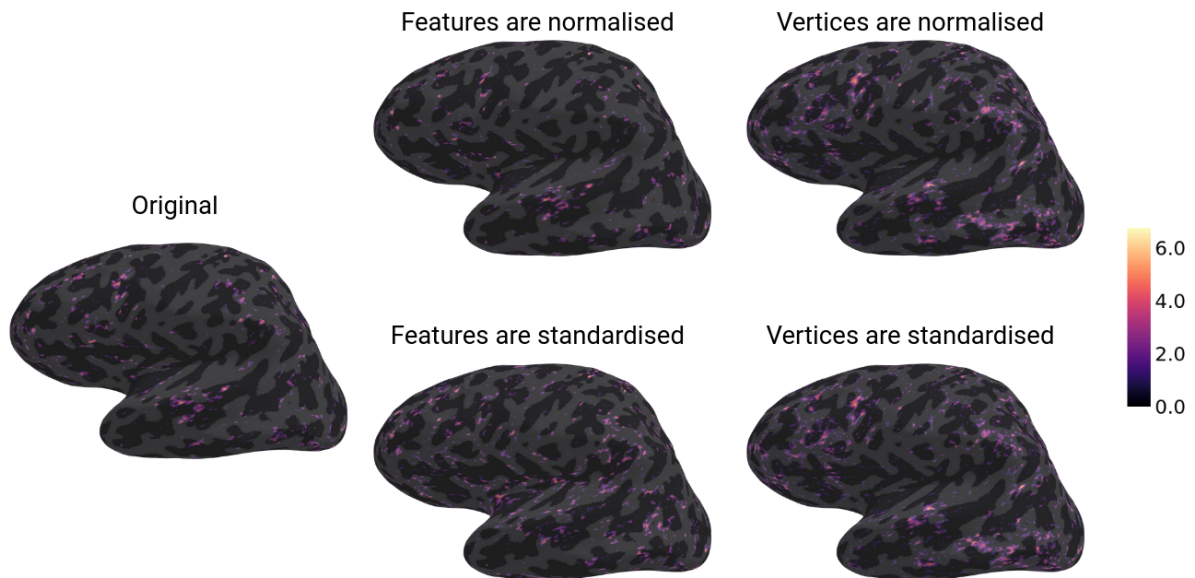 Features are normalised
Vertices are normalised
Original
Features are standardised
Vertices are standardised
6.0
4.0
2.0
0.0